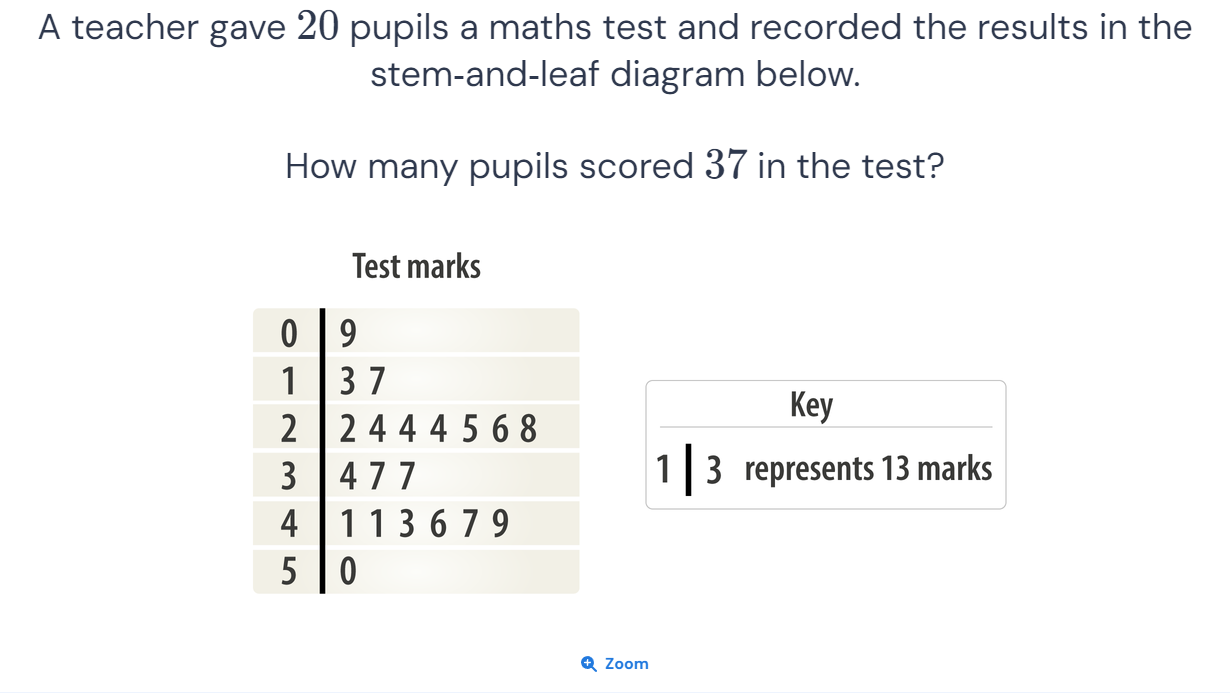 A teacher gave 20 pupils a maths test and recorded the results in the
stem-and-leaf diagram below.
How many pupils scored 37 in the test?
Test marks
0 9
1 3 7
2 2 4 4 4 5 6 8
3 4 7 7
4 1 1 3 6 7 9
5 0
Key
1 3 represents 13 marks
Zoom